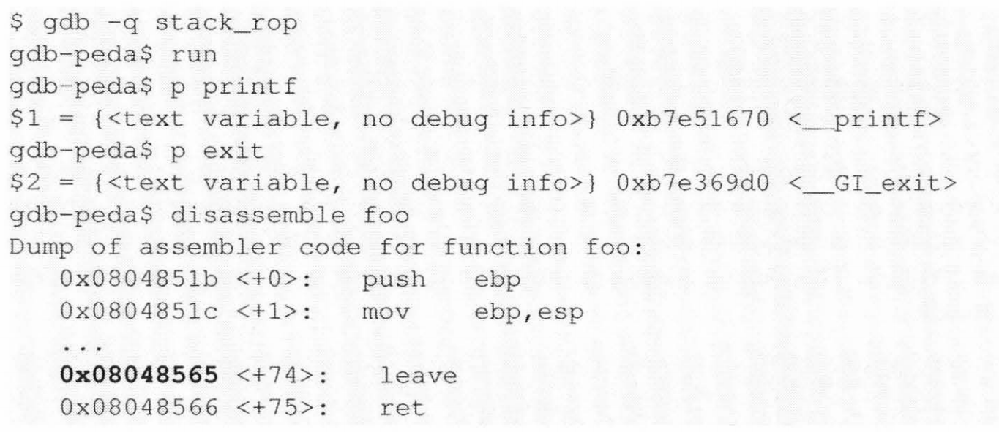 $ gdb -q stack_rop
gdb-peda$ run
gdb-peda$ p printf
$1 = {<text variable, no debug info>} 0xb7e51670 <__printf>
gdb-peda$ p exit
$2 = {<text variable, no debug info>} 0xb7e369d0 <__GI_exit>
gdb-peda$ disassemble foo
Dump of assembler code for function foo:
0x0804851b <+0>: push ebp
0x0804851c <+1>: mov ebp,esp
...
0x08048565 <+74>: leave
0x08048566 <+75>: ret